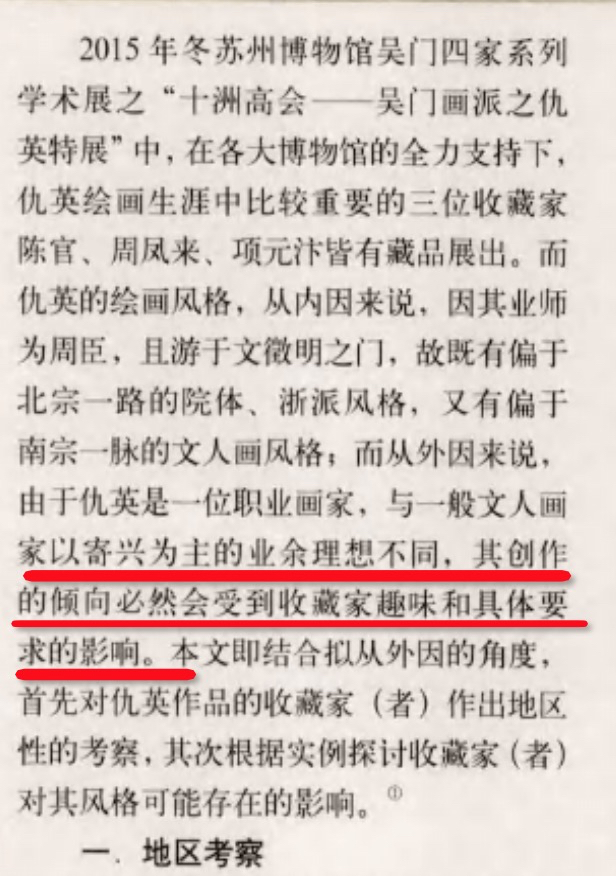 2015年冬苏州博物馆吴门四家系列
学术展之“十洲高会——吴门画派之仇
英特展”中，在各大博物馆的全力支持下，
仇英绘画生涯中比较重要的三位收藏家
陈官、周凤来、项元汴皆有藏品展出。而
仇英的绘画风格，从内因来说，因其业师
为周臣，且游于文徵明之门，故既有偏于
北宗一路的院体、浙派风格，又有偏于
南宗一脉的文人画风格；而从外因来说，
由于仇英是一位职业画家，与一般文人画
家以寄兴为主的业余理想不同，其创作
的倾向必然会受到收藏家趣味和具体要
求的影响。本文即结合拟从外因的角度，
首先对仇英作品的收藏家（者）作出地区
性的考察，其次根据实例探讨收藏家（者）
对其风格可能存在的影响。①
一．地区考察